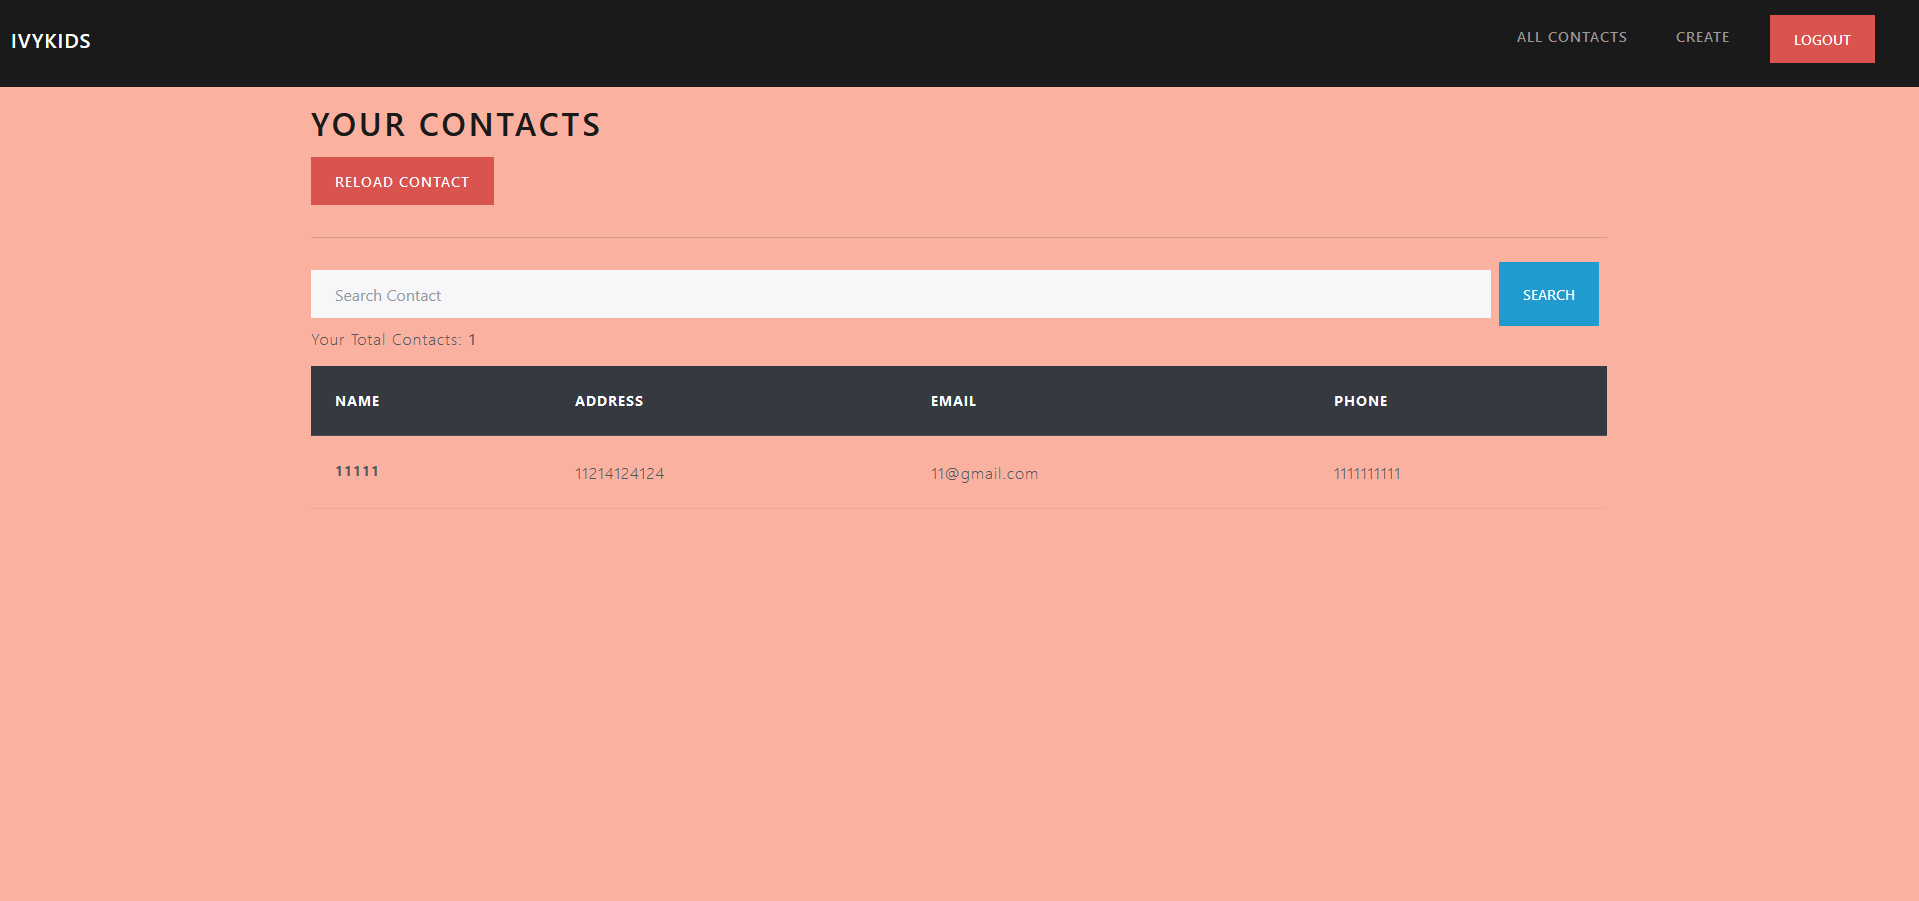 IVYKIDS ALL CONTACTS CREATE LOGOUT
YOUR CONTACTS
RELOAD CONTACT
Search Contact SEARCH
Your Total Contacts: 1
NAME ADDRESS EMAIL PHONE
11111 11214124124 11@gmail.com 1111111111